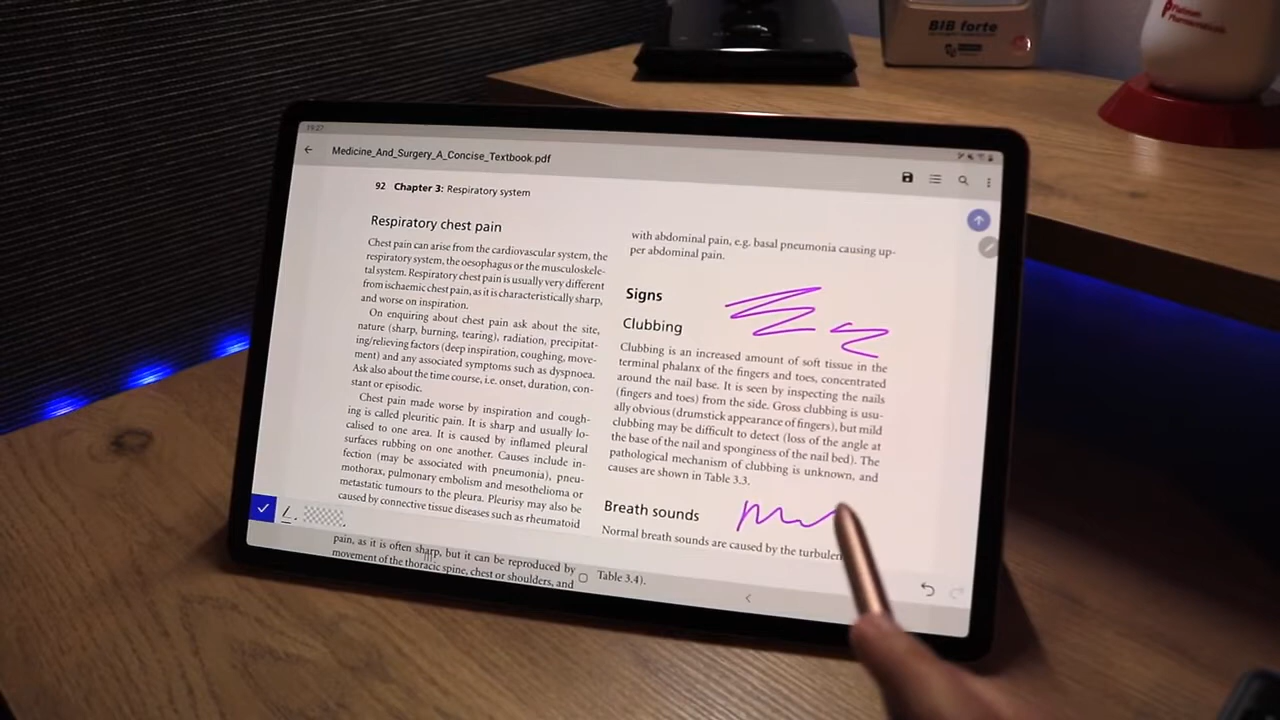 BIB forte
19:27
Medicine_And_Surgery_A_Concise_Textbook.pdf
92 Chapter 3: Respiratory system
Respiratory chest pain
Chest pain can arise from the cardiovascular system, the
respiratory system, the oesophagus or the musculoskele-
tal system. Respiratory chest pain is usually very different
from ischaemic chest pain, as it is characteristically sharp,
and worse on inspiration.
On enquiring about chest pain ask about the site,
nature (sharp, burning, tearing), radiation, precipitat-
ing/relieving factors (deep inspiration, coughing, move-
ment) and any associated symptoms such as dyspnoea.
Ask also about the time course, i.e. onset, duration, con-
stant or episodic.
Chest pain made worse by inspiration and cough-
ing is called pleuritic pain. It is sharp and usually lo-
calised to one area. It is caused by inflamed pleural
surfaces rubbing on one another. Causes include in-
fection (may be associated with pneumonia), pneu-
mothorax, pulmonary embolism and mesothelioma or
metastatic tumours to the pleura. Pleurisy may also be
caused by connective tissue diseases such as rheumatoid
pain, as it is often sharp, but it can be reproduced by
movement of the thoracic spine, chest or shoulders, and
with abdominal pain, e.g. basal pneumonia causing up-
per abdominal pain.
Signs
Clubbing
Clubbing is an increased amount of soft tissue in the
terminal phalanx of the fingers and toes, concentrated
around the nail base. It is seen by inspecting the nails
(fingers and toes) from the side. Gross clubbing is usu-
ally obvious (drumstick appearance of fingers), but mild
clubbing may be difficult to detect (loss of the angle at
the base of the nail and sponginess of the nail bed). The
pathological mechanism of clubbing is unknown, and
causes are shown in Table 3.3.
Breath sounds
Normal breath sounds are caused by the turbulen
Table 3.4).